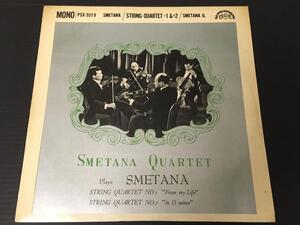 MONO/PSX-5513 SMETANA/STRING QUARTET #1 & #2/SMETANA Q.
SMETANA QUARTET
Plays SMETANA
STRING QUARTET NO:1 "From my Life"
STRING QUARTET NO:2 "in D minor"